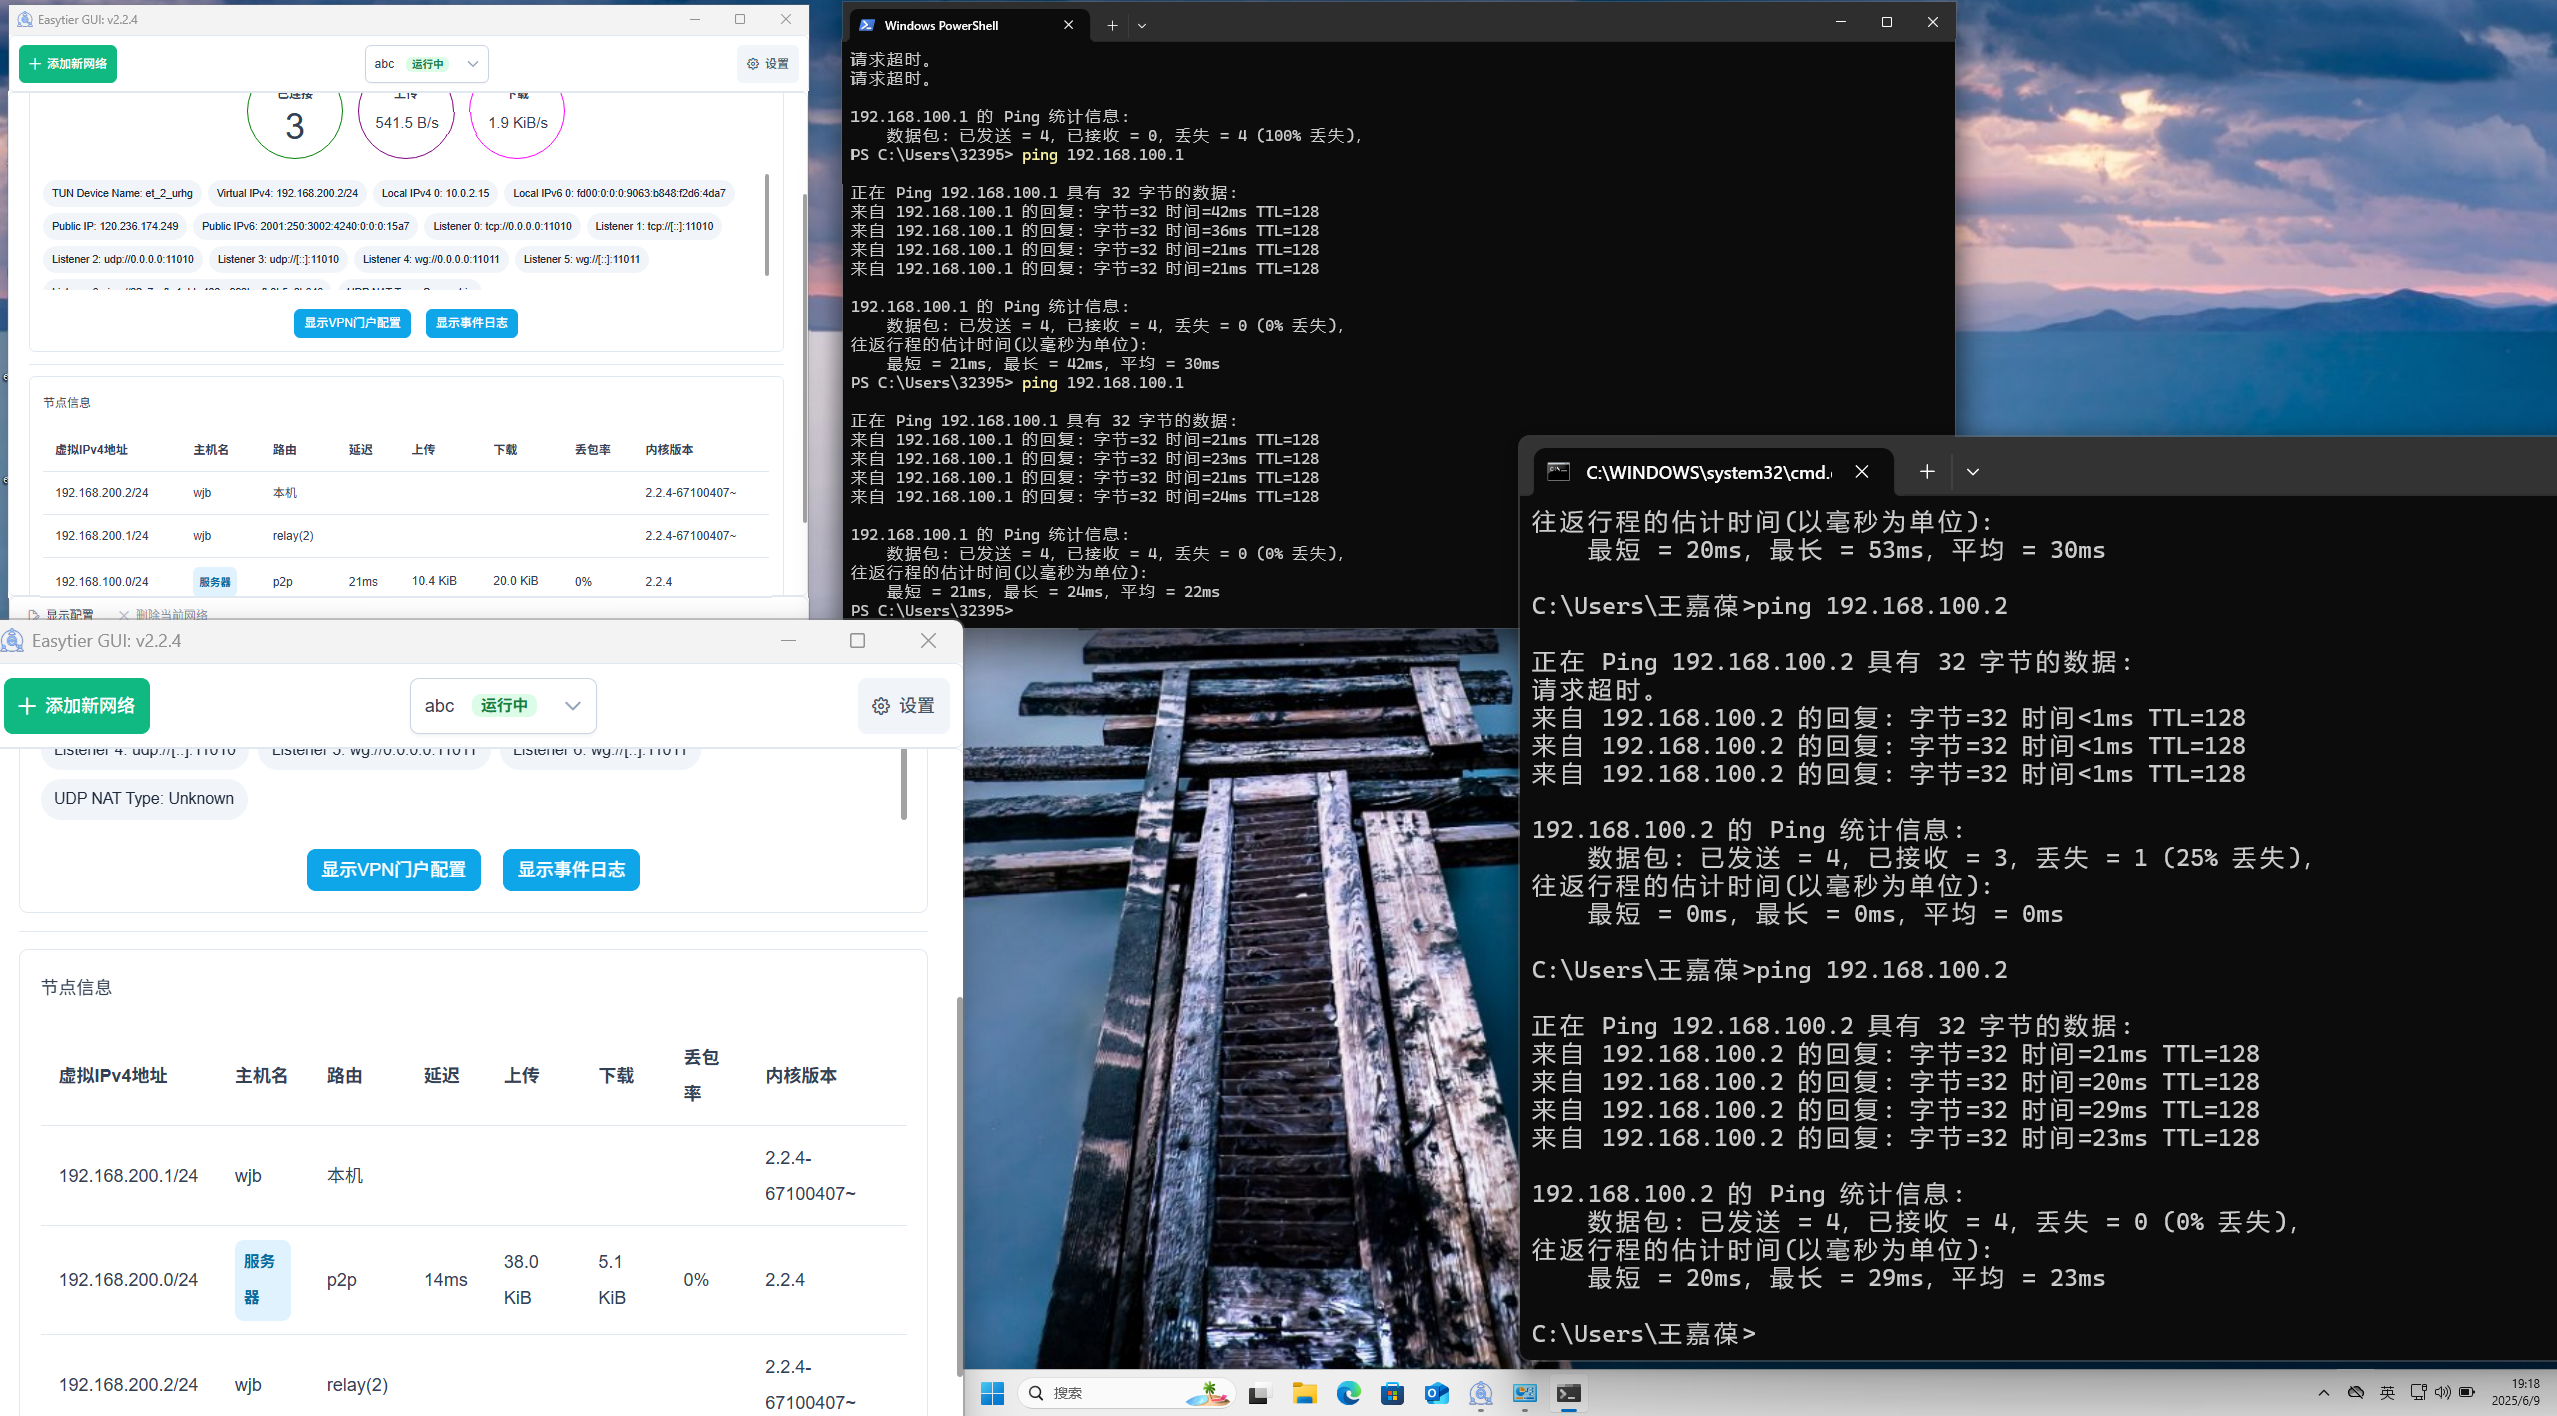 Easytier GUI: v2.2.4
添加新网络
abc 运行中
设置
已连接 上传 下载
3 541.5 B/s 1.9 KiB/s
TUN Device Name: et_2_urhg Virtual IPv4: 192.168.200.2/24 Local IPv4 0: 10.0.2.15 Local IPv6 0: fd00:0:0:0:9063:b848:f2d6:4da7
Public IP: 120.236.174.249 Public IPv6: 2001:250:3002:4240:0:0:0:15a7 Listener 0: tcp://0.0.0.0:11010 Listener 1: tcp://[::]:11010
Listener 2: udp://0.0.0.0:11010 Listener 3: udp://[::]:11010 Listener 4: wg://0.0.0.0:11011 Listener 5: wg://[::]:11011
显示VPN门户配置 显示事件日志
节点信息
虚拟IPv4地址 主机名 路由 延迟 上传 下载 丢包率 内核版本
192.168.200.2/24 wjb 本机 2.2.4-67100407~
192.168.200.1/24 wjb relay(2) 2.2.4-67100407~
192.168.100.0/24 服务器 p2p 21ms 10.4 KiB 20.0 KiB 0% 2.2.4
显示配置 删除当前网络
Windows PowerShell
请求超时。
请求超时。
192.168.100.1 的 Ping 统计信息:
数据包: 已发送 = 4, 已接收 = 0, 丢失 = 4 (100% 丢失),
PS C:\Users\32395> ping 192.168.100.1
正在 Ping 192.168.100.1 具有 32 字节的数据:
来自 192.168.100.1 的回复: 字节=32 时间=42ms TTL=128
来自 192.168.100.1 的回复: 字节=32 时间=36ms TTL=128
来自 192.168.100.1 的回复: 字节=32 时间=21ms TTL=128
来自 192.168.100.1 的回复: 字节=32 时间=21ms TTL=128
192.168.100.1 的 Ping 统计信息:
数据包: 已发送 = 4, 已接收 = 4, 丢失 = 0 (0% 丢失),
往返行程的估计时间(以毫秒为单位):
最短 = 21ms, 最长 = 42ms, 平均 = 30ms
PS C:\Users\32395> ping 192.168.100.1
正在 Ping 192.168.100.1 具有 32 字节的数据:
来自 192.168.100.1 的回复: 字节=32 时间=21ms TTL=128
来自 192.168.100.1 的回复: 字节=32 时间=23ms TTL=128
来自 192.168.100.1 的回复: 字节=32 时间=21ms TTL=128
来自 192.168.100.1 的回复: 字节=32 时间=24ms TTL=128
192.168.100.1 的 Ping 统计信息:
数据包: 已发送 = 4, 已接收 = 4, 丢失 = 0 (0% 丢失),
往返行程的估计时间(以毫秒为单位):
最短 = 21ms, 最长 = 24ms, 平均 = 22ms
PS C:\Users\32395>
Easytier GUI: v2.2.4
添加新网络
abc 运行中
设置
Listener 4: udp://[::]:11010 Listener 5: wg://0.0.0.0:11011 Listener 6: wg://[::]:11011
UDP NAT Type: Unknown
显示VPN门户配置 显示事件日志
节点信息
虚拟IPv4地址 主机名 路由 延迟 上传 下载 丢包率 内核版本
192.168.200.1/24 wjb 本机 2.2.4-67100407~
192.168.200.0/24 服务器 p2p 14ms 38.0 KiB 5.1 KiB 0% 2.2.4
192.168.200.2/24 wjb relay(2) 2.2.4-67100407~
C:\WINDOWS\system32\cmd.
往返行程的估计时间(以毫秒为单位):
最短 = 20ms, 最长 = 53ms, 平均 = 30ms
C:\Users\王嘉葆>ping 192.168.100.2
正在 Ping 192.168.100.2 具有 32 字节的数据:
请求超时。
来自 192.168.100.2 的回复: 字节=32 时间<1ms TTL=128
来自 192.168.100.2 的回复: 字节=32 时间<1ms TTL=128
来自 192.168.100.2 的回复: 字节=32 时间<1ms TTL=128
192.168.100.2 的 Ping 统计信息:
数据包: 已发送 = 4, 已接收 = 3, 丢失 = 1 (25% 丢失),
往返行程的估计时间(以毫秒为单位):
最短 = 0ms, 最长 = 0ms, 平均 = 0ms
C:\Users\王嘉葆>ping 192.168.100.2
正在 Ping 192.168.100.2 具有 32 字节的数据:
来自 192.168.100.2 的回复: 字节=32 时间=21ms TTL=128
来自 192.168.100.2 的回复: 字节=32 时间=20ms TTL=128
来自 192.168.100.2 的回复: 字节=32 时间=29ms TTL=128
来自 192.168.100.2 的回复: 字节=32 时间=23ms TTL=128
192.168.100.2 的 Ping 统计信息:
数据包: 已发送 = 4, 已接收 = 4, 丢失 = 0 (0% 丢失),
往返行程的估计时间(以毫秒为单位):
最短 = 20ms, 最长 = 29ms, 平均 = 23ms
C:\Users\王嘉葆>
搜索
英
19:18
2025/6/9